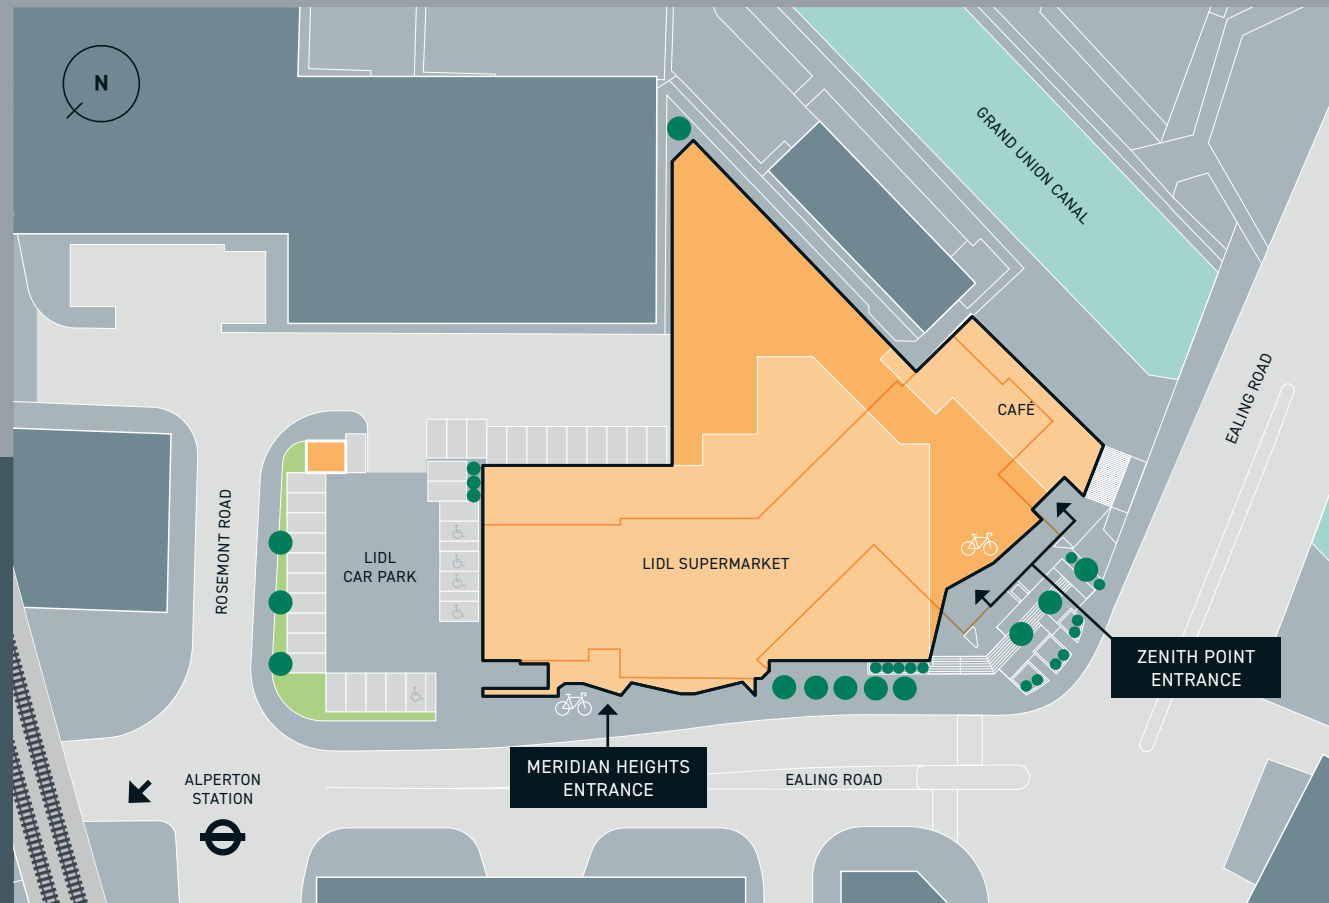 N
GRAND UNION CANAL
EALING ROAD
CAFÉ
ROSEMONT ROAD
LIDL
CAR PARK
LIDL SUPERMARKET
ZENITH POINT
ENTRANCE
MERIDIAN HEIGHTS
ENTRANCE
EALING ROAD
ALPERTON
STATION